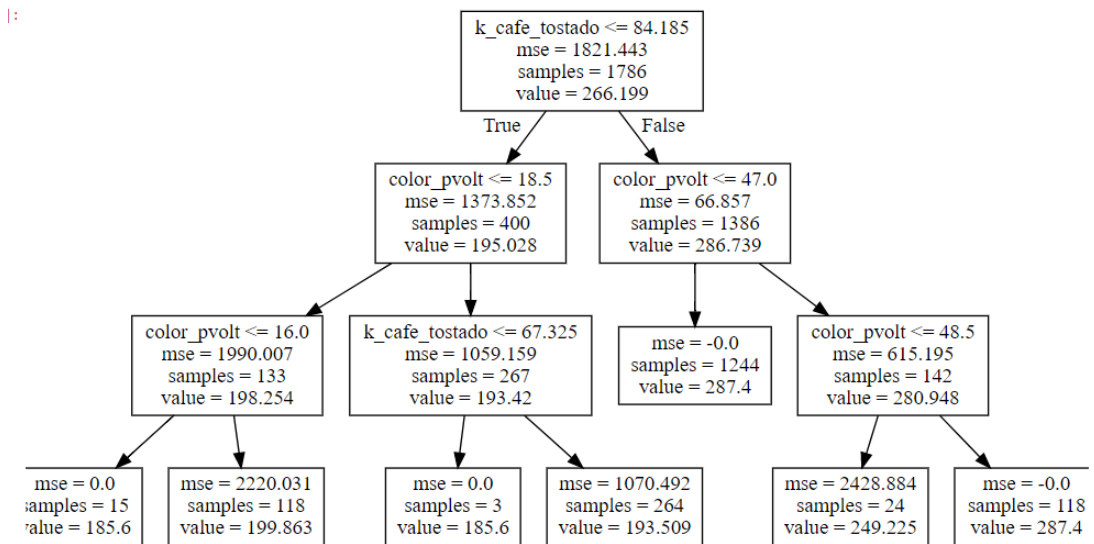 ]:
k_cafe_tostado <= 84.185
mse = 1821.443
samples = 1786
value = 266.199
True
False
color_pvolt <= 18.5
mse = 1373.852
samples = 400
value = 195.028
color_pvolt <= 47.0
mse = 66.857
samples = 1386
value = 286.739
color_pvolt <= 16.0
mse = 1990.007
samples = 133
value = 198.254
k_cafe_tostado <= 67.325
mse = 1059.159
samples = 267
value = 193.42
mse = -0.0
samples = 1244
value = 287.4
color_pvolt <= 48.5
mse = 615.195
samples = 142
value = 280.948
mse = 0.0
samples = 15
value = 185.6
mse = 2220.031
samples = 118
value = 199.863
mse = 0.0
samples = 3
value = 185.6
mse = 1070.492
samples = 264
value = 193.509
mse = 2428.884
samples = 24
value = 249.225
mse = -0.0
samples = 118
value = 287.4